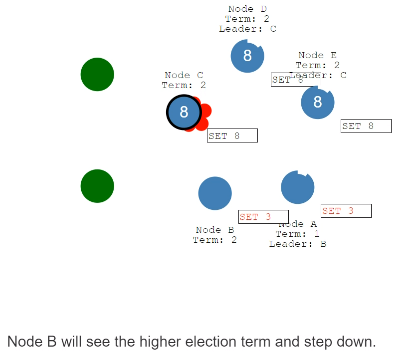 Node D
Term: 2
Leader: C
Node E
Term: 2
Leader: C
SET 8
8
Node C
Term: 2
8
8
SET 8
SET 8
SET 3
SET 3
Node B
Term: 2
Node A
Term: 1
Leader: B
Node B will see the higher election term and step down.